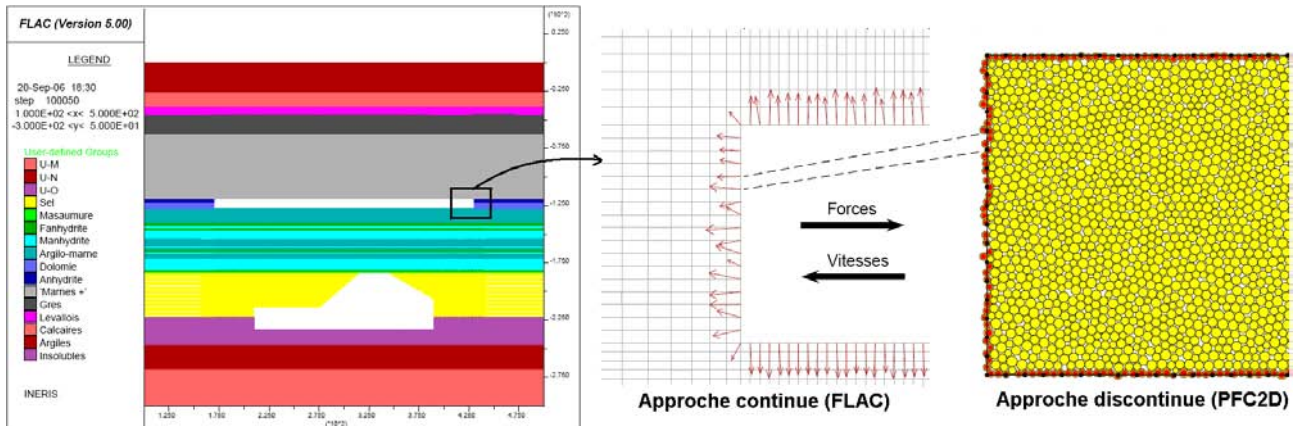 FLAC (Version 5.00)
LEGEND
20-Sep-06 18:30
step 100050
1.000E+02 <x< 5.000E+02
-3.000E+02 <y< 5.000E+01
User-defined Groups
U-M
U-N
U-O
Sel
Masaumure
Fanhydrite
Manhydrite
Argilo-marne
Dolomie
Anhydrite
'Marnes +'
Gres
Levallois
Calcaires
Argiles
Insolubles
INERIS
(*10^2)
0.250
-0.250
-0.750
-1.250
-1.750
-2.250
-2.750
1.250 1.750 2.250 2.750 3.250 3.750 4.250 4.750
(*10^2)
Forces
Vitesses
Approche continue (FLAC)
Approche discontinue (PFC2D)